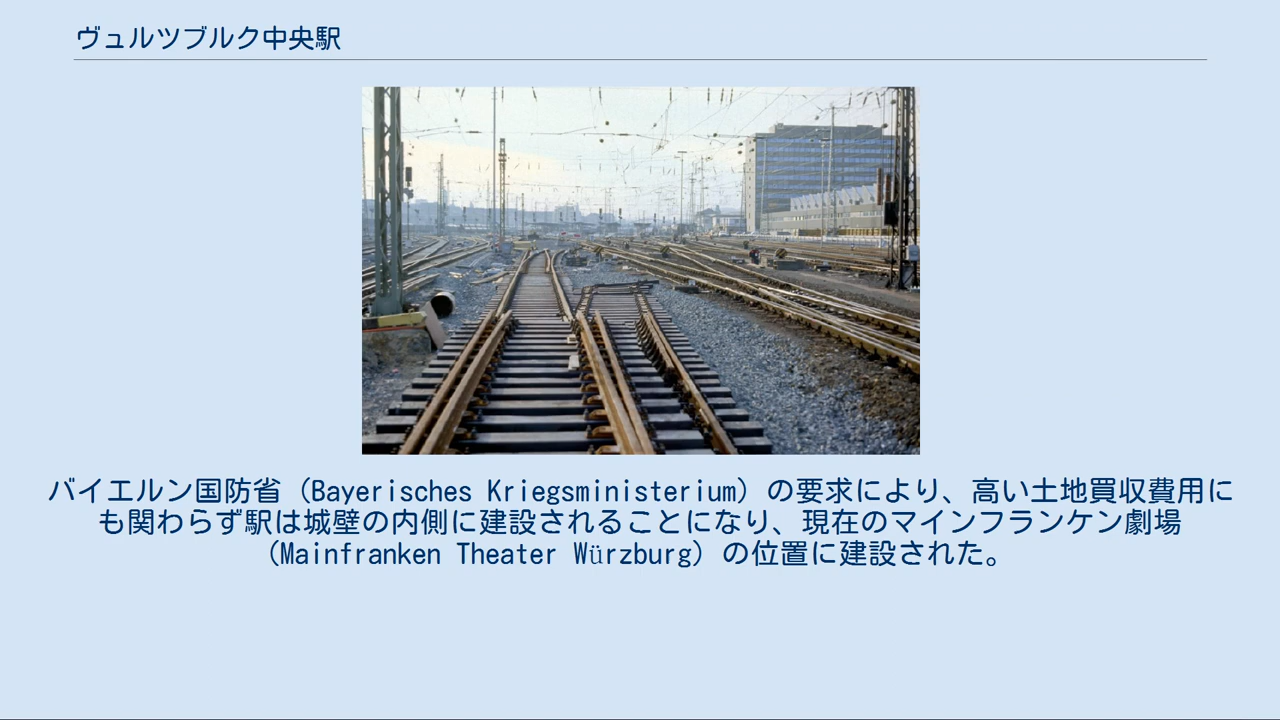 ヴュルツブルク中央駅
バイエルン国防省（Bayerisches Kriegsministerium）の要求により、高い土地買収費用に
も関わらず駅は城壁の内側に建設されることになり、現在のマインフランケン劇場
（Mainfranken Theater Würzburg）の位置に建設された。